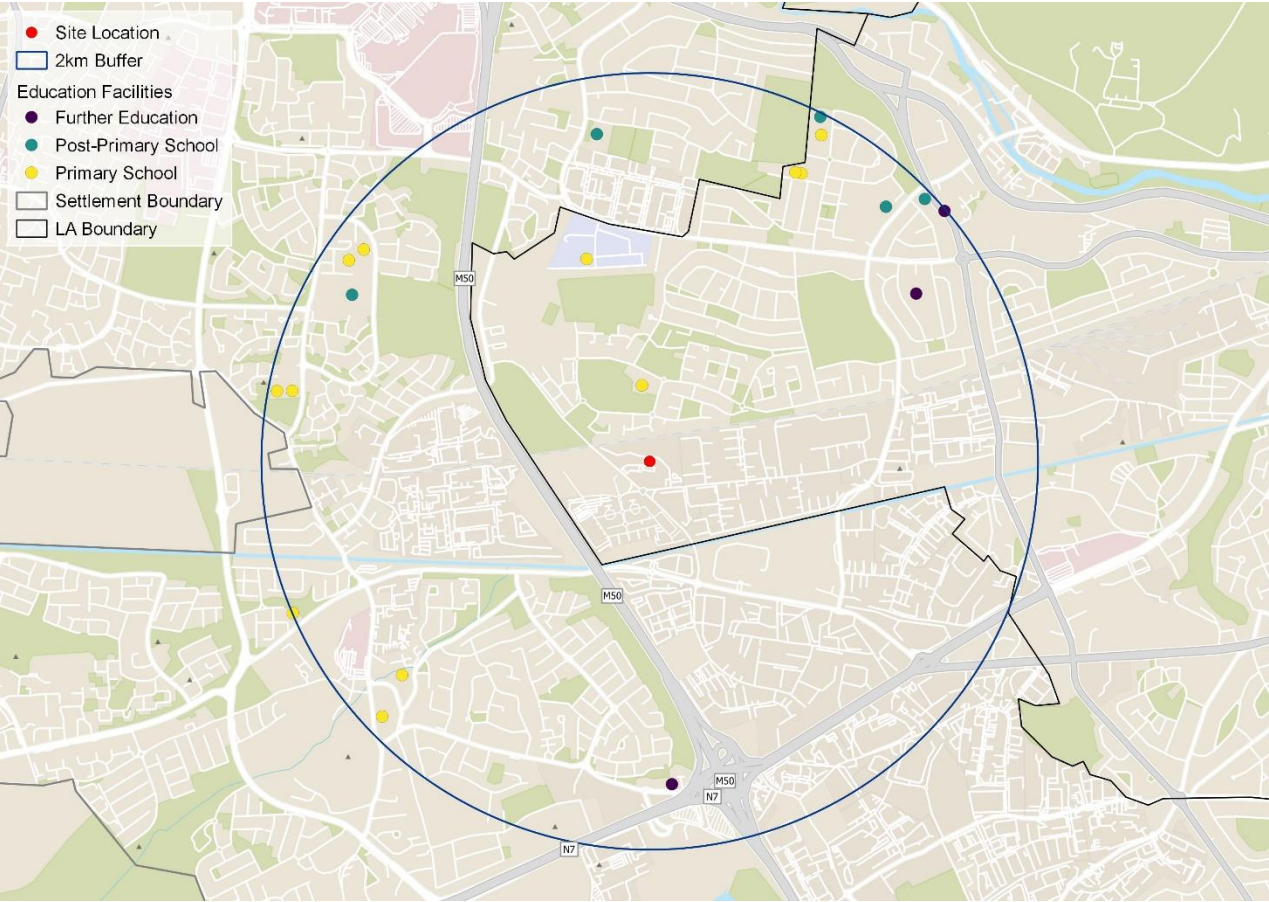 Site Location
2km Buffer
Education Facilities
Further Education
Post-Primary School
Primary School
Settlement Boundary
LA Boundary
M50
M50
M50
N7
N7